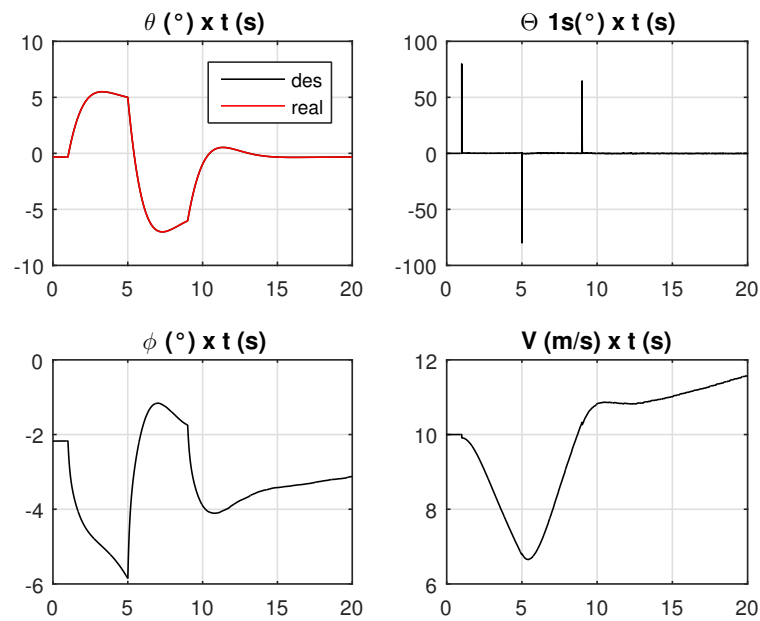 θ (°) x t (s)
10
5
0
-5
-10
0 5 10 15 20
des
real
Θ 1s(°) x t (s)
100
50
0
-50
-100
0 5 10 15 20
ϕ (°) x t (s)
0
-2
-4
-6
0 5 10 15 20
V (m/s) x t (s)
12
10
8
6
0 5 10 15 20